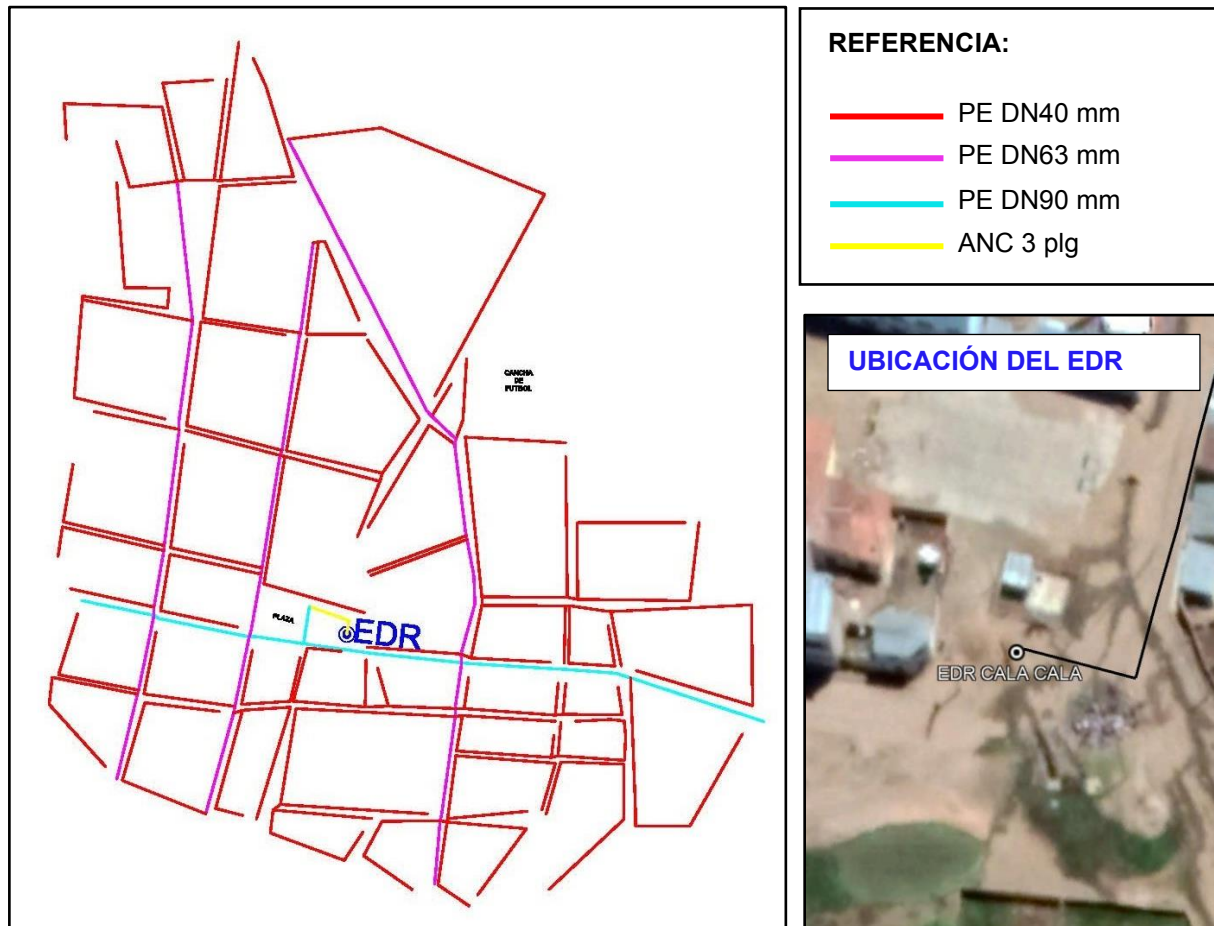 REFERENCIA:
PE DN40 mm
PE DN63 mm
PE DN90 mm
ANC 3 plg
CANCHA
DE
FUTBOL
PLAZA
EDR
UBICACIÓN DEL EDR
EDR CALA CALA